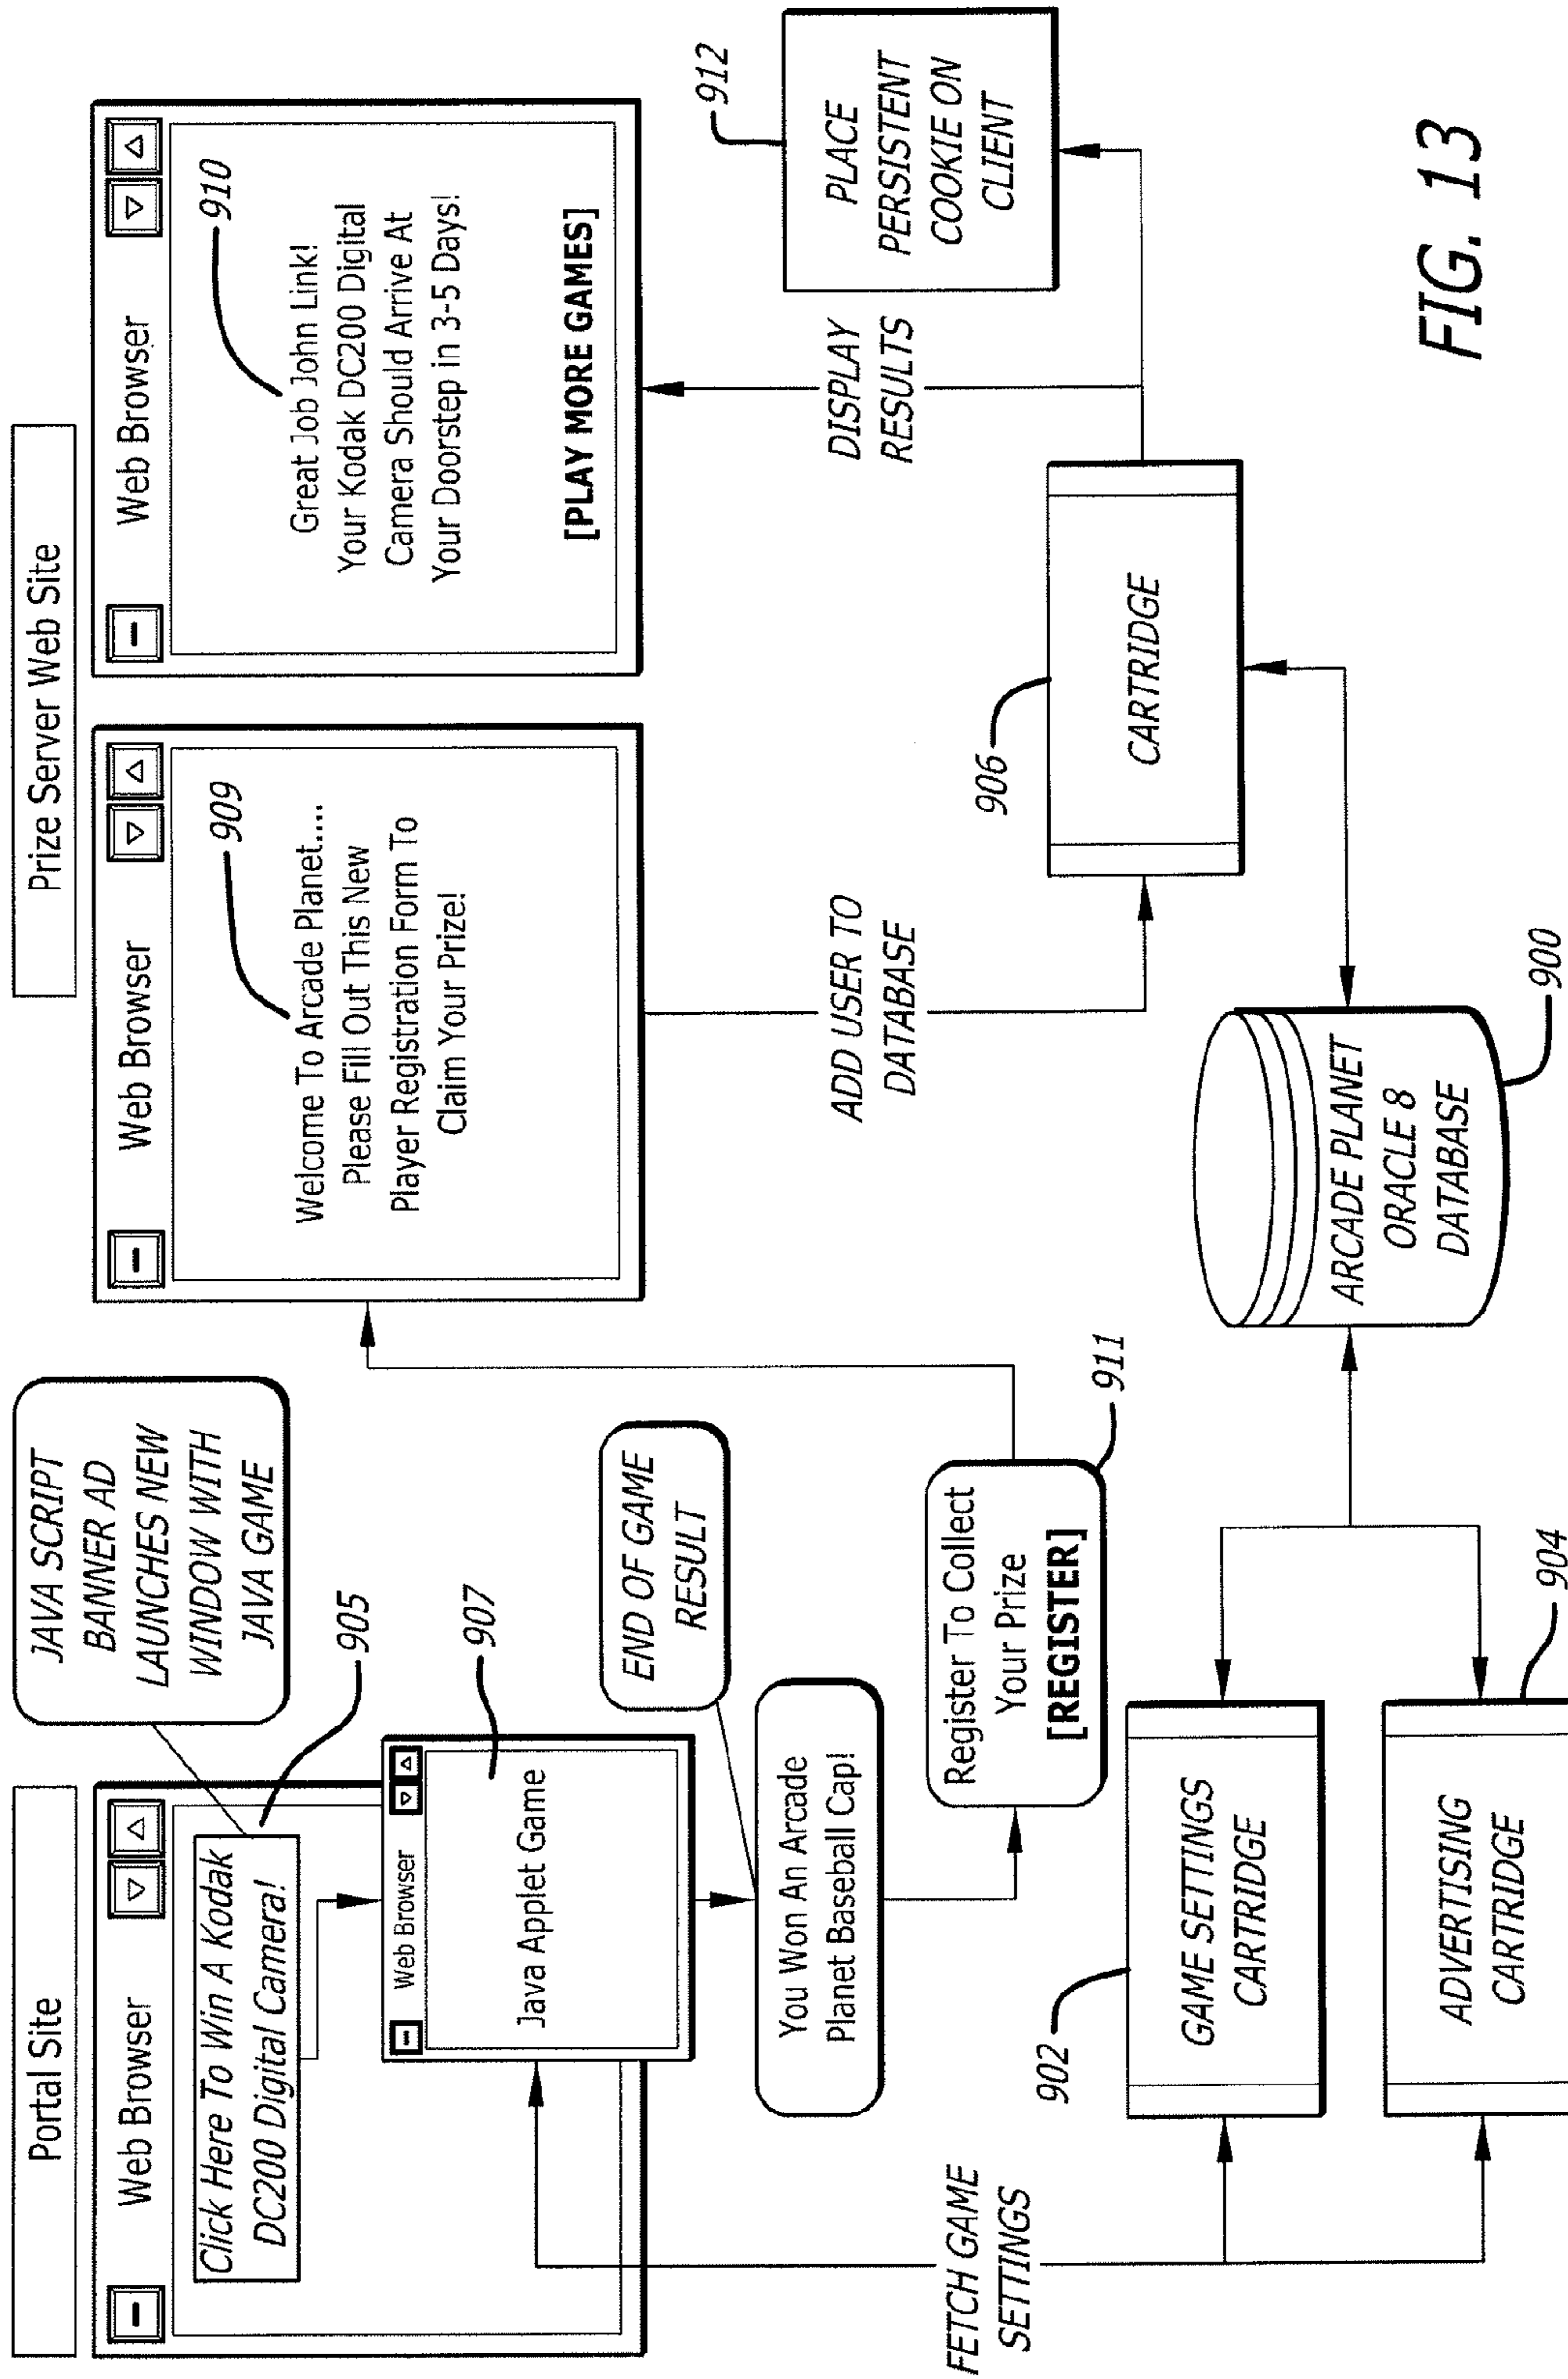 Portal Site
Web Browser
Click Here To Win A Kodak
DC200 Digital Camera!
905
JAVA SCRIPT
BANNER AD
LAUNCHES NEW
WINDOW WITH
JAVA GAME
Web Browser
Java Applet Game
907
END OF GAME
RESULT
You Won An Arcade
Planet Baseball Cap!
Register To Collect
Your Prize
[REGISTER]
911
FETCH GAME
SETTINGS
902
GAME SETTINGS
CARTRIDGE
ADVERTISING
CARTRIDGE
904
Prize Server Web Site
Web Browser
909
Welcome To Arcade Planet....
Please Fill Out This New
Player Registration Form To
Claim Your Prize!
Web Browser
910
Great Job John Link!
Your Kodak DC200 Digital
Camera Should Arrive At
Your Doorstep in 3-5 Days!
[PLAY MORE GAMES]
ADD USER TO
DATABASE
DISPLAY
RESULTS
912
PLACE
PERSISTENT
COOKIE ON
CLIENT
906
CARTRIDGE
ARCADE PLANET
ORACLE 8
DATABASE
900
FIG. 13